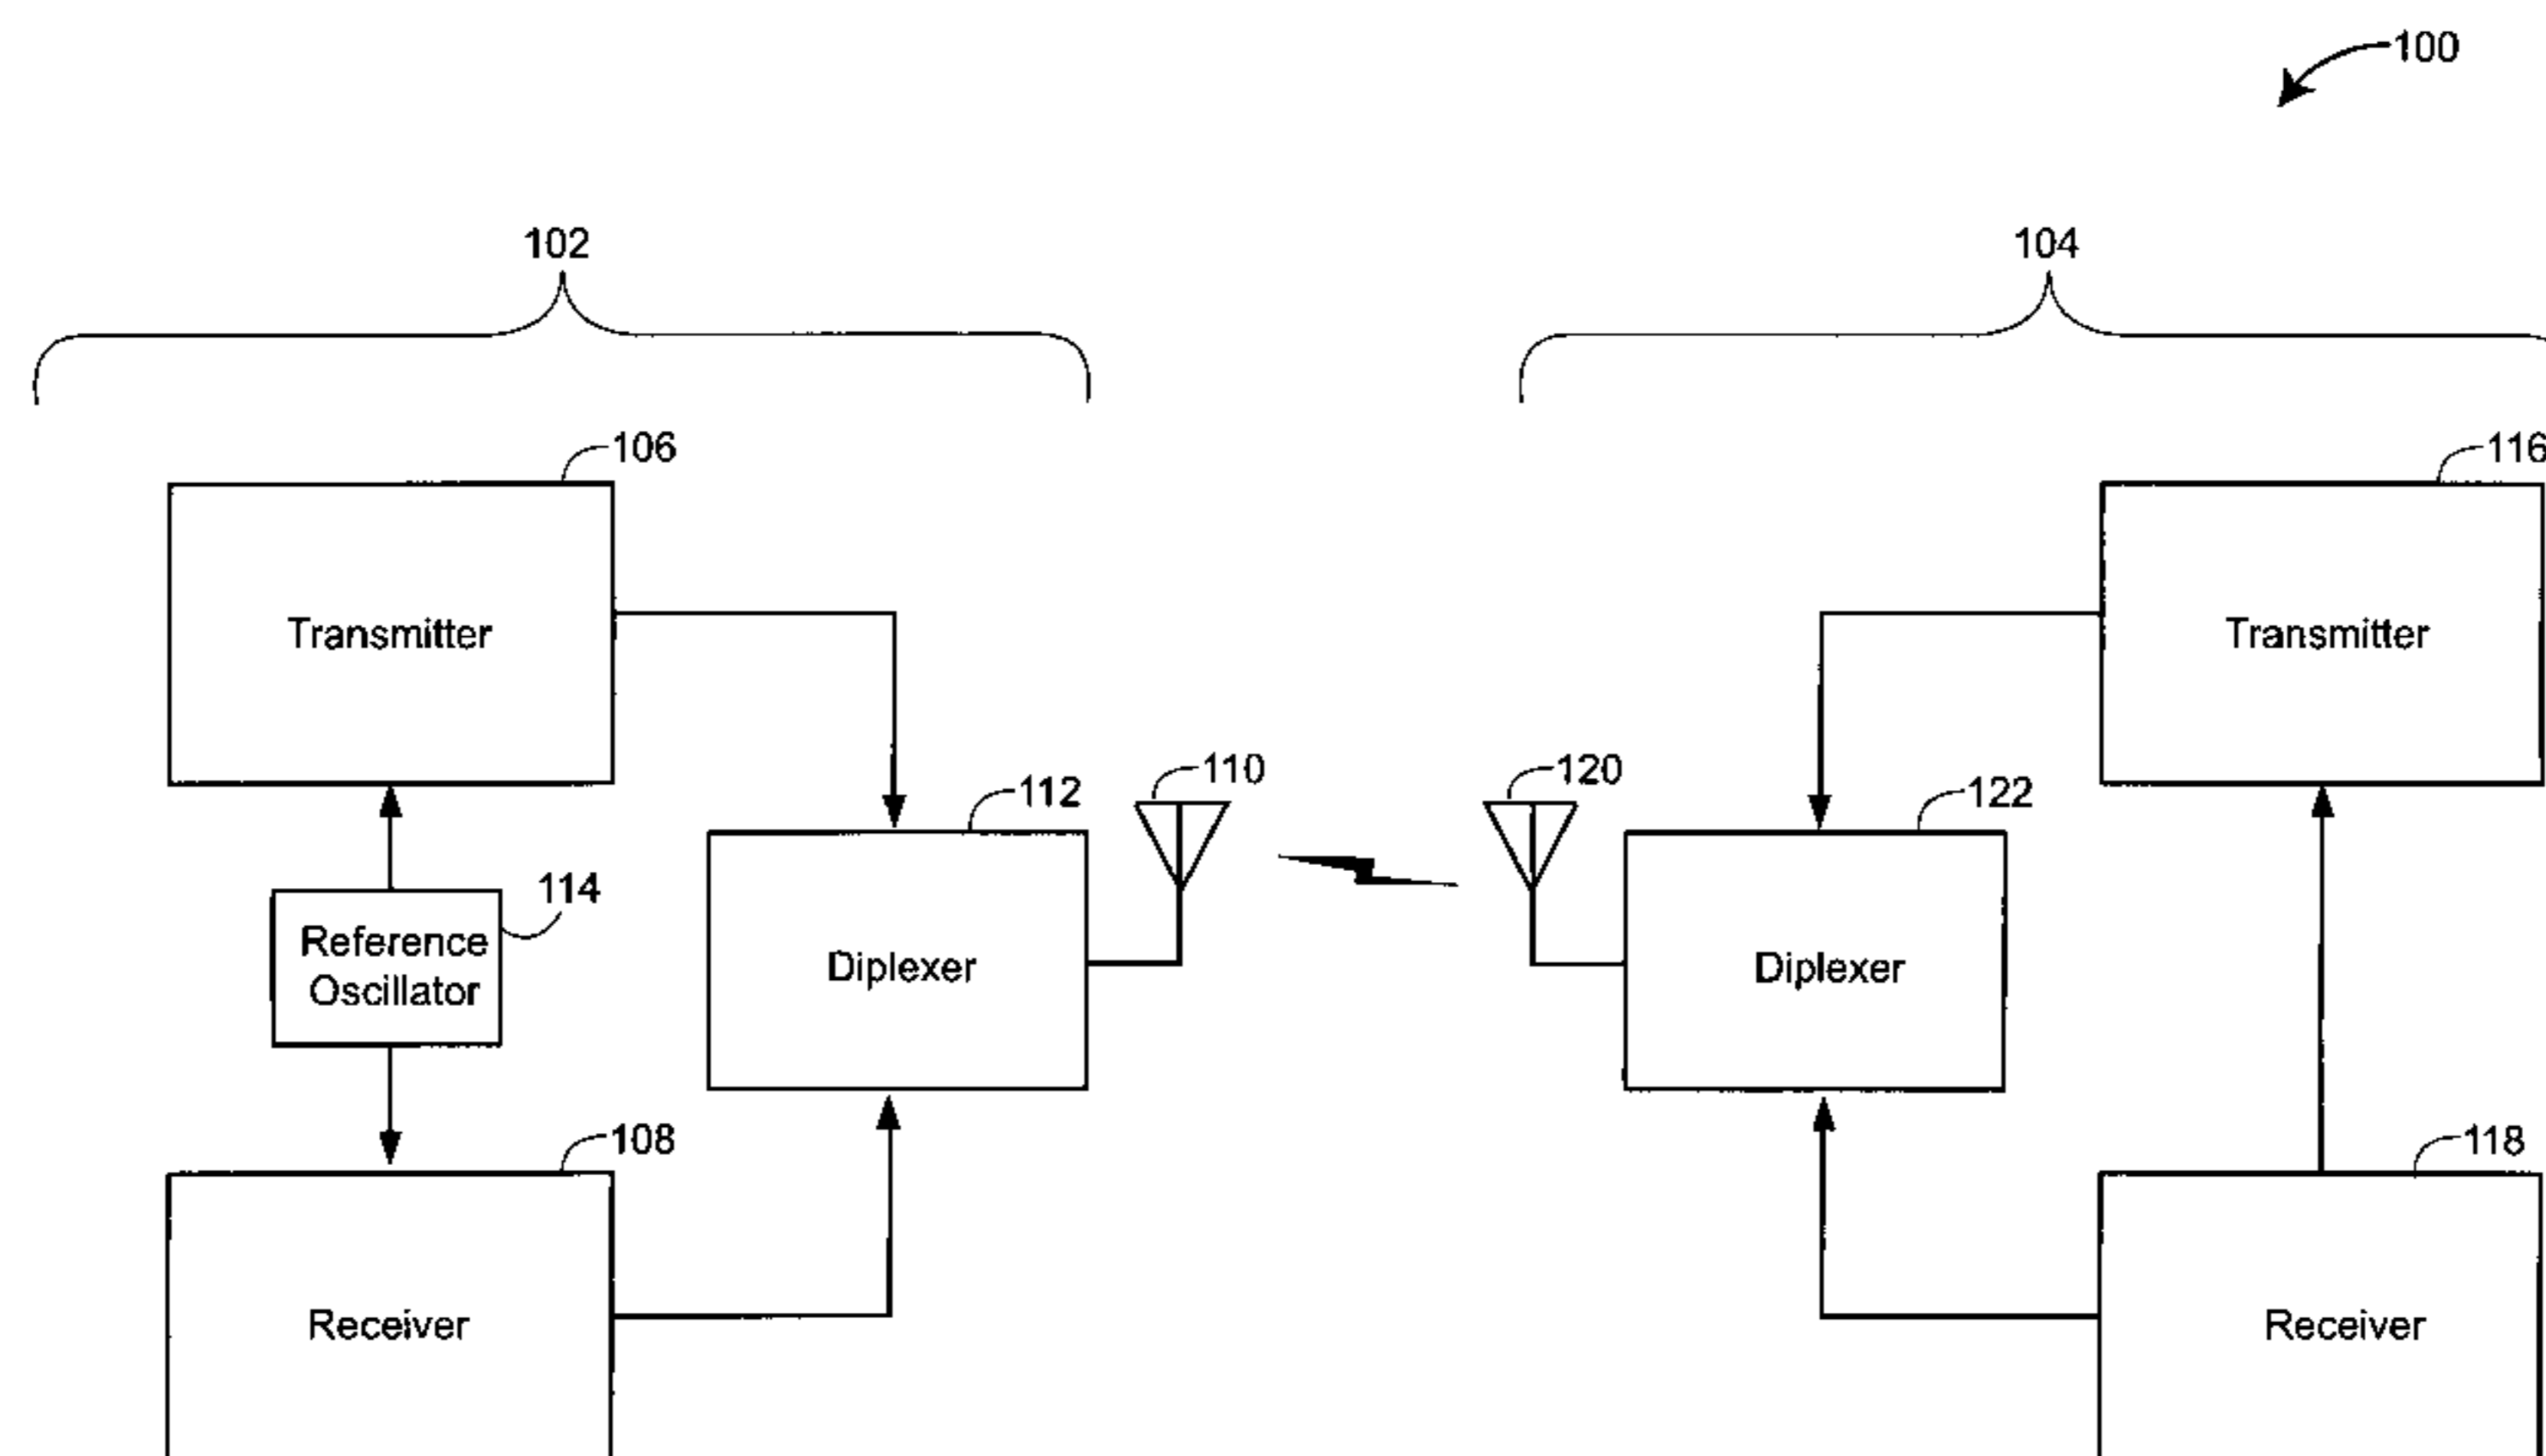 100
102
104
106
116
Transmitter
Transmitter
110
120
112
122
114
Reference
Oscillator
Diplexer
Diplexer
108
118
Receiver
Receiver